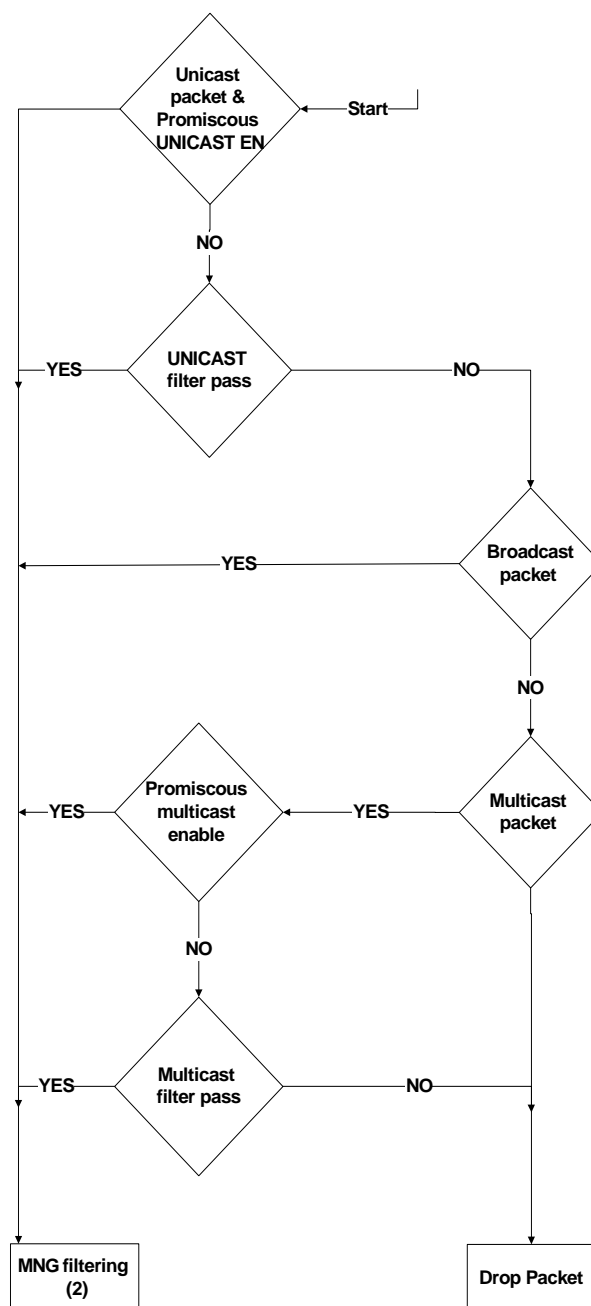 Unicast
packet &
Promiscous
UNICAST EN
Start
NO
UNICAST
filter pass
YES
NO
Broadcast
packet
YES
NO
Promiscous
multicast
enable
Multicast
packet
YES
YES
NO
Multicast
filter pass
YES
NO
MNG filtering
(2)
Drop Packet